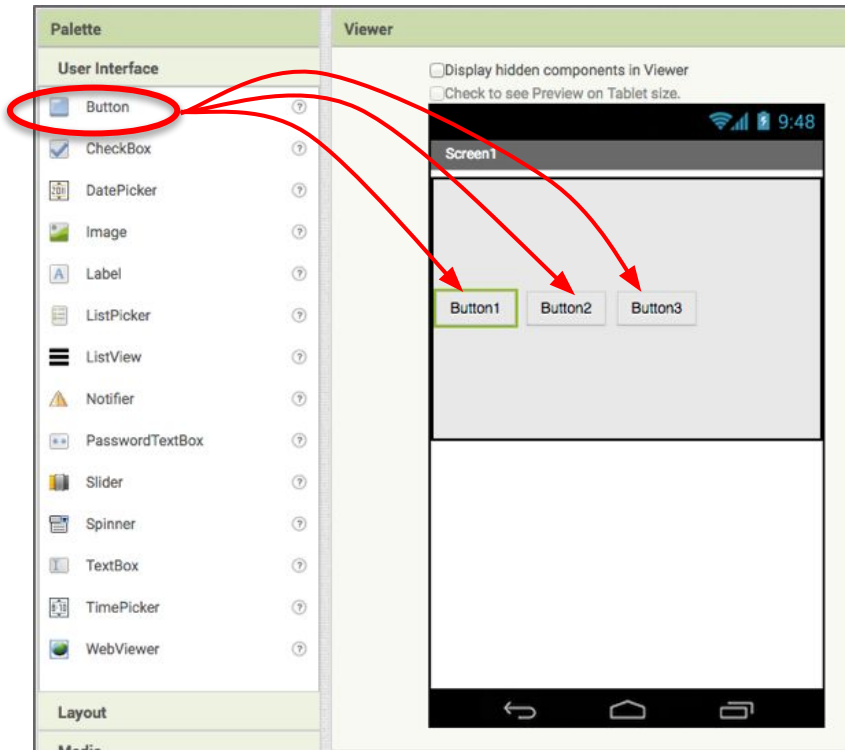 Palette
User Interface
Button
CheckBox
DatePicker
Image
Label
ListPicker
ListView
Notifier
PasswordTextBox
Slider
Spinner
TextBox
TimePicker
WebViewer
Layout
Media
Viewer
Display hidden components in Viewer
Check to see Preview on Tablet size.
9:48
Screen1
Button1 Button2 Button3